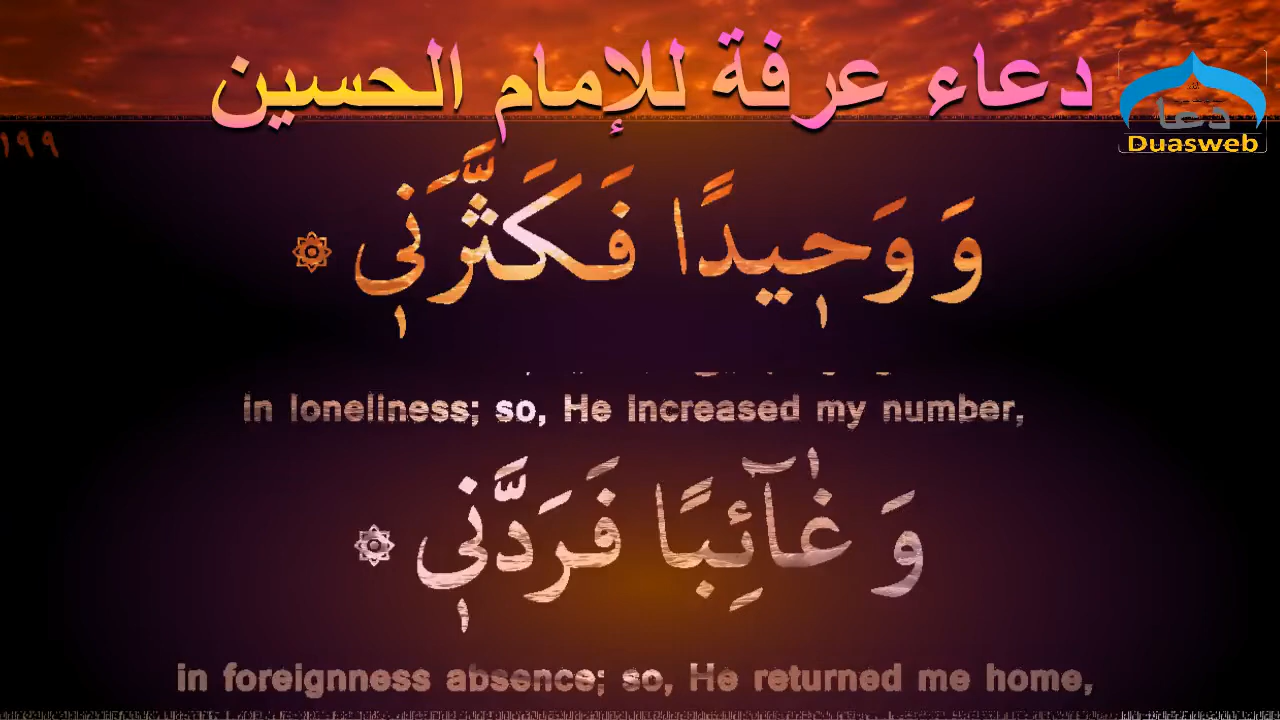 دعاء عرفة للإمام الحسين
دعا
Duasweb
١٩٩
وَ وَحٖيدًا فَكَثَّرَنٖي
in loneliness; so, He increased my number,
وَ غَٰٓائِبًا فَرَدَّنٖي
in foreignness absence; so, He returned me home,